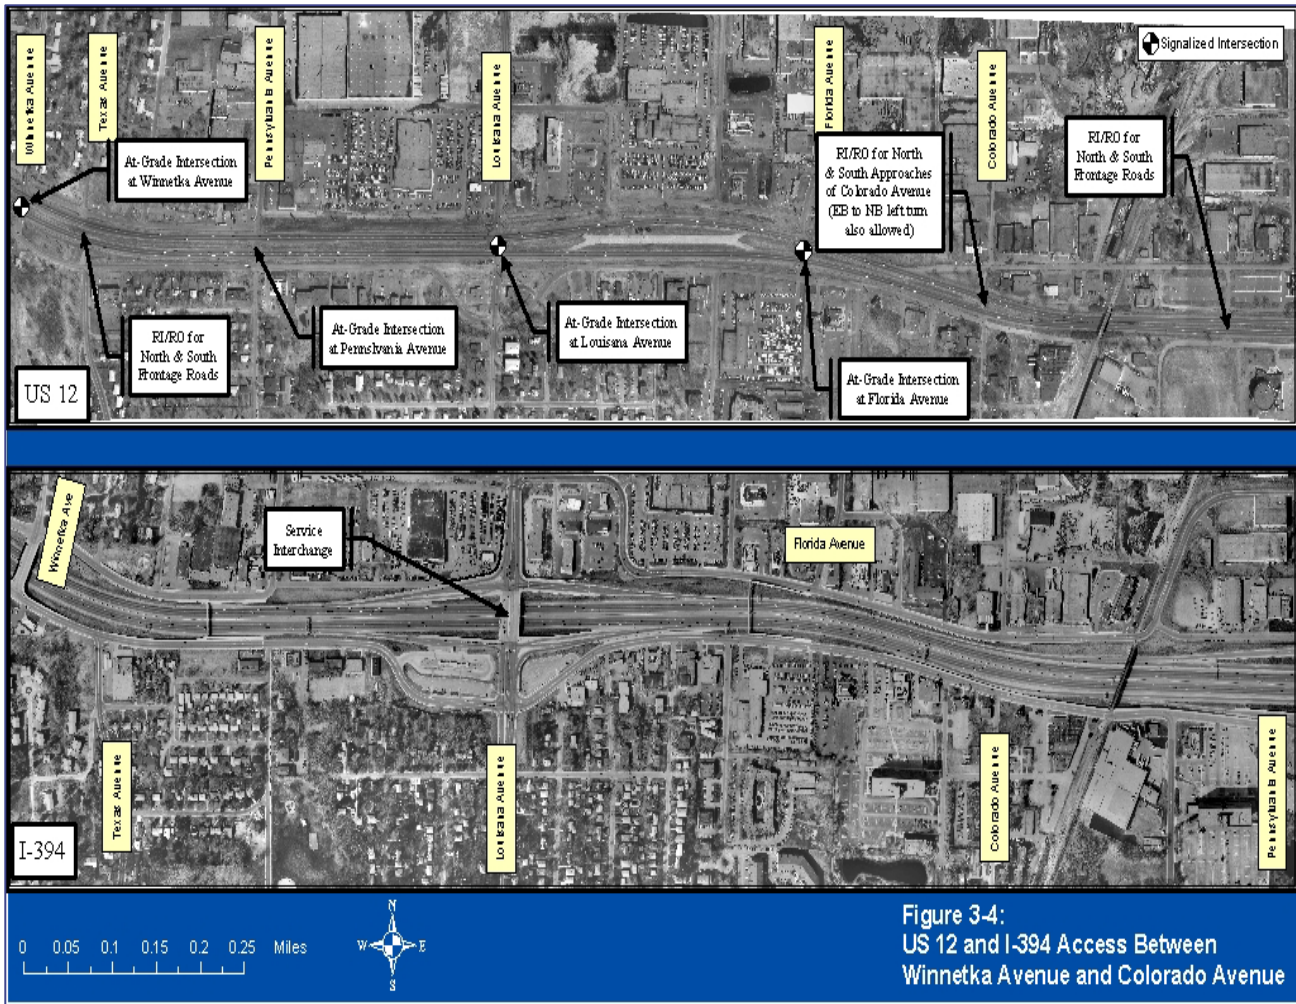 Winnetka Avenue
Texas Avenue
Pennsylvania Avenue
Louisana Avenue
Florida Avenue
Colorado Avenue
Signalized Intersection
At-Grade Intersection
at Winnetka Avenue
RI/RO for North
& South Approaches
of Colorado Avenue
(EB to NB left turn
also allowed)
RI/RO for
North & South
Frontage Roads
RI/RO for
North & South
Frontage Roads
At-Grade Intersection
at Pennslvania Avenue
At-Grade Intersection
at Louisana Avenue
At-Grade Intersection
at Florida Avenue
US 12
Winnetka Ave
Service
Interchange
Florida Avenue
Texas Avenue
Louisana Avenue
Colorado Avenue
Pennsylvania Avenue
I-394
0 0.05 0.1 0.15 0.2 0.25 Miles
N
W E
S
Figure 3-4:
US 12 and I-394 Access Between
Winnetka Avenue and Colorado Avenue